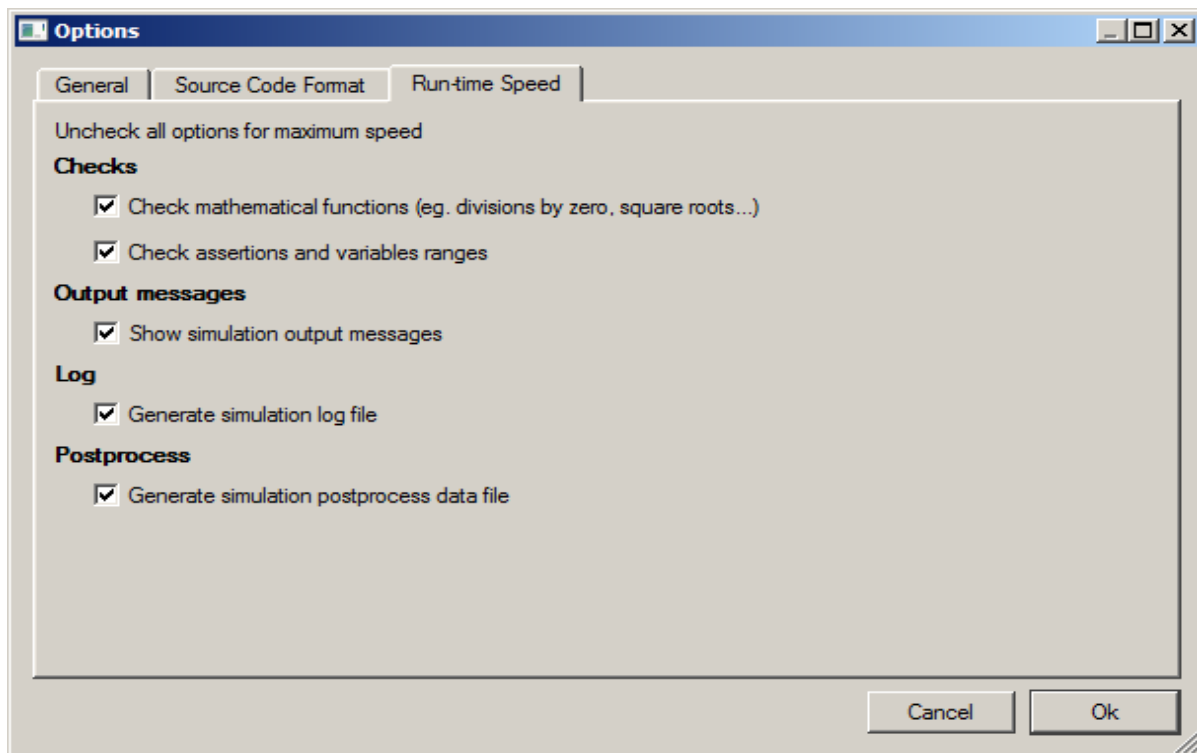 Options
General
Source Code Format
Run-time Speed
Uncheck all options for maximum speed
Checks
Check mathematical functions (eg. divisions by zero, square roots...)
Check assertions and variables ranges
Output messages
Show simulation output messages
Log
Generate simulation log file
Postprocess
Generate simulation postprocess data file
Cancel
Ok